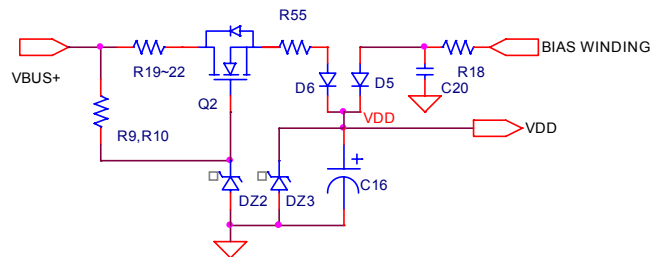 R55
R19~22
BIAS WINDING
VBUS+
D6
D5
R18
C20
R9,R10
Q2
VDD
VDD
+
DZ2
DZ3
C16